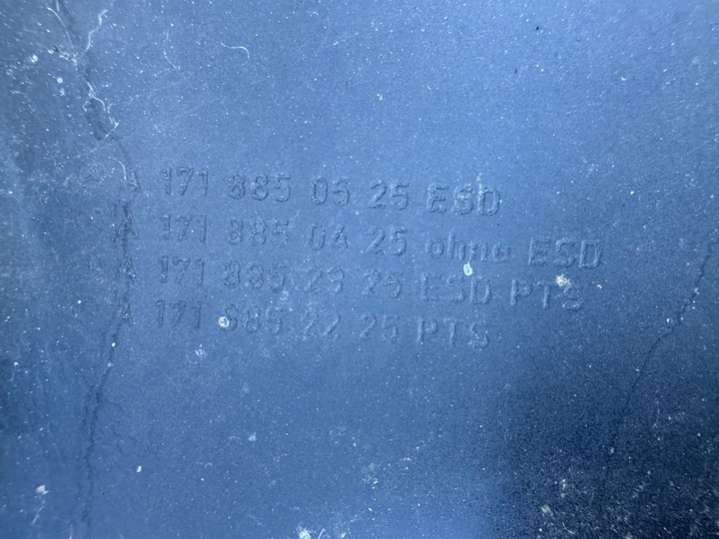 A 171 885 05 25 ESD
A 171 885 04 25 ohne ESD
A 171 885 29 25 ESD PTS
A 171 885 22 25 PTS